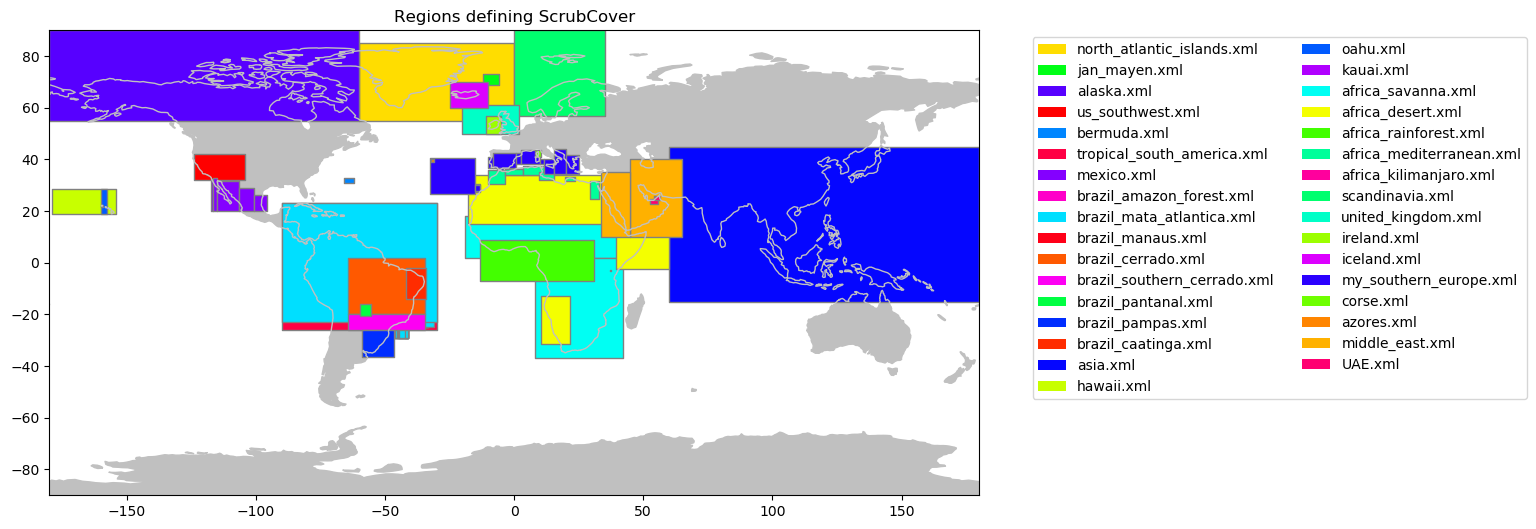 Regions defining ScrubCover
80
60
40
20
0
−20
−40
−60
−80
−150
−100
−50
0
50
100
150
north_atlantic_islands.xml
jan_mayen.xml
alaska.xml
us_southwest.xml
bermuda.xml
tropical_south_america.xml
mexico.xml
brazil_amazon_forest.xml
brazil_mata_atlantica.xml
brazil_manaus.xml
brazil_cerrado.xml
brazil_southern_cerrado.xml
brazil_pantanal.xml
brazil_pampas.xml
brazil_caatinga.xml
asia.xml
hawaii.xml
oahu.xml
kauai.xml
africa_savanna.xml
africa_desert.xml
africa_rainforest.xml
africa_mediterranean.xml
africa_kilimanjaro.xml
scandinavia.xml
united_kingdom.xml
ireland.xml
iceland.xml
my_southern_europe.xml
corse.xml
azores.xml
middle_east.xml
UAE.xml